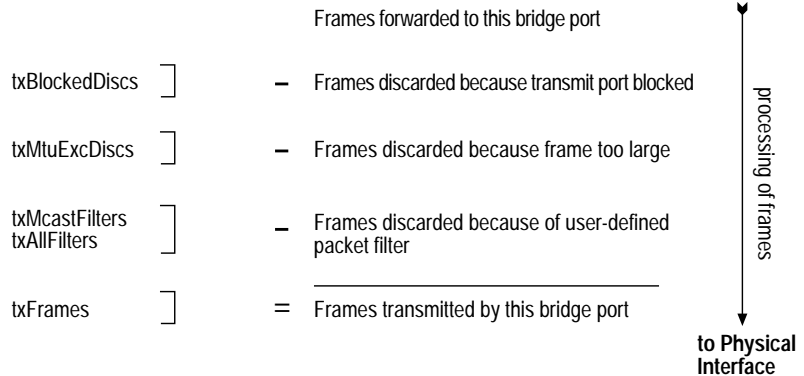 Frames forwarded to this bridge port
txBlockedDiscs – Frames discarded because transmit port blocked
txMtuExcDiscs – Frames discarded because frame too large
txMcastFilters
txAllFilters
– Frames discarded because of user-defined
packet filter
txFrames = Frames transmitted by this bridge port
processing of frames
to Physical
Interface